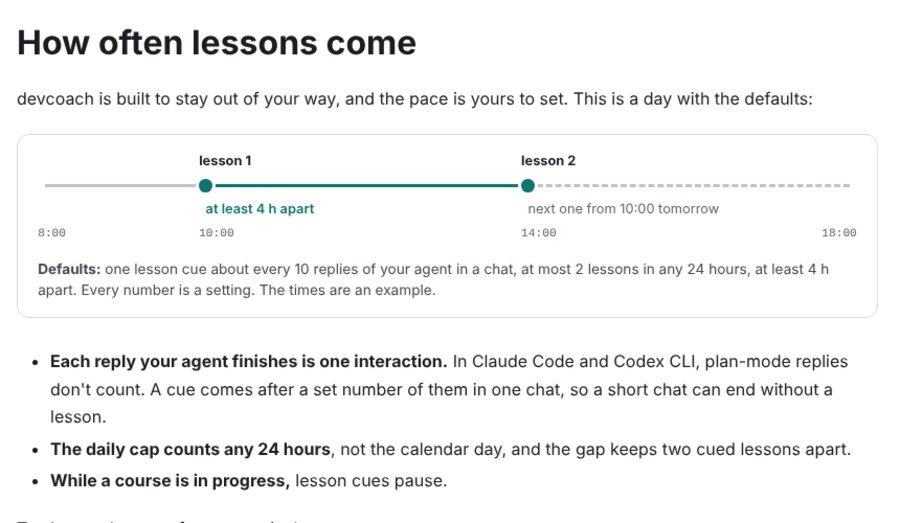 How often lessons come
devcoach is built to stay out of your way, and the pace is yours to set. This is a day with the defaults:
lesson 1
lesson 2
at least 4 h apart
next one from 10:00 tomorrow
8:00
10:00
14:00
18:00
Defaults: one lesson cue about every 10 replies of your agent in a chat, at most 2 lessons in any 24 hours, at least 4 h
apart. Every number is a setting. The times are an example.
• Each reply your agent finishes is one interaction. In Claude Code and Codex CLI, plan-mode replies
don't count. A cue comes after a set number of them in one chat, so a short chat can end without a
lesson.
• The daily cap counts any 24 hours, not the calendar day, and the gap keeps two cued lessons apart.
• While a course is in progress, lesson cues pause.